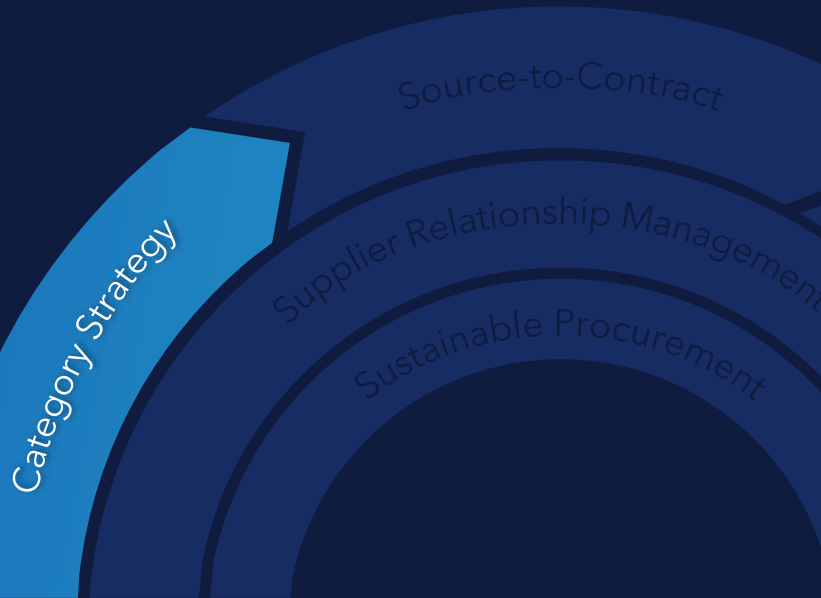 Source-to-Contract
Category Strategy
Supplier Relationship Management
Sustainable Procurement